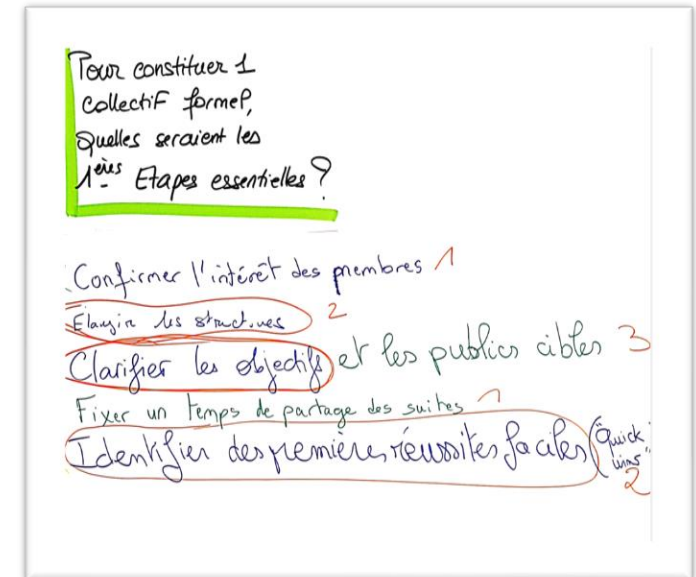 Pour constituer 1
collectif formel,
Quelles seraient les
1ères Etapes essentielles ?
Confirmer l'intérêt des membres 1
Elargir les structures 2
Clarifier les objectifs et les publics cibles 3
Fixer un temps de partage des suites 1
Identifier des premières réussites faciles ("Quick
wins"
2